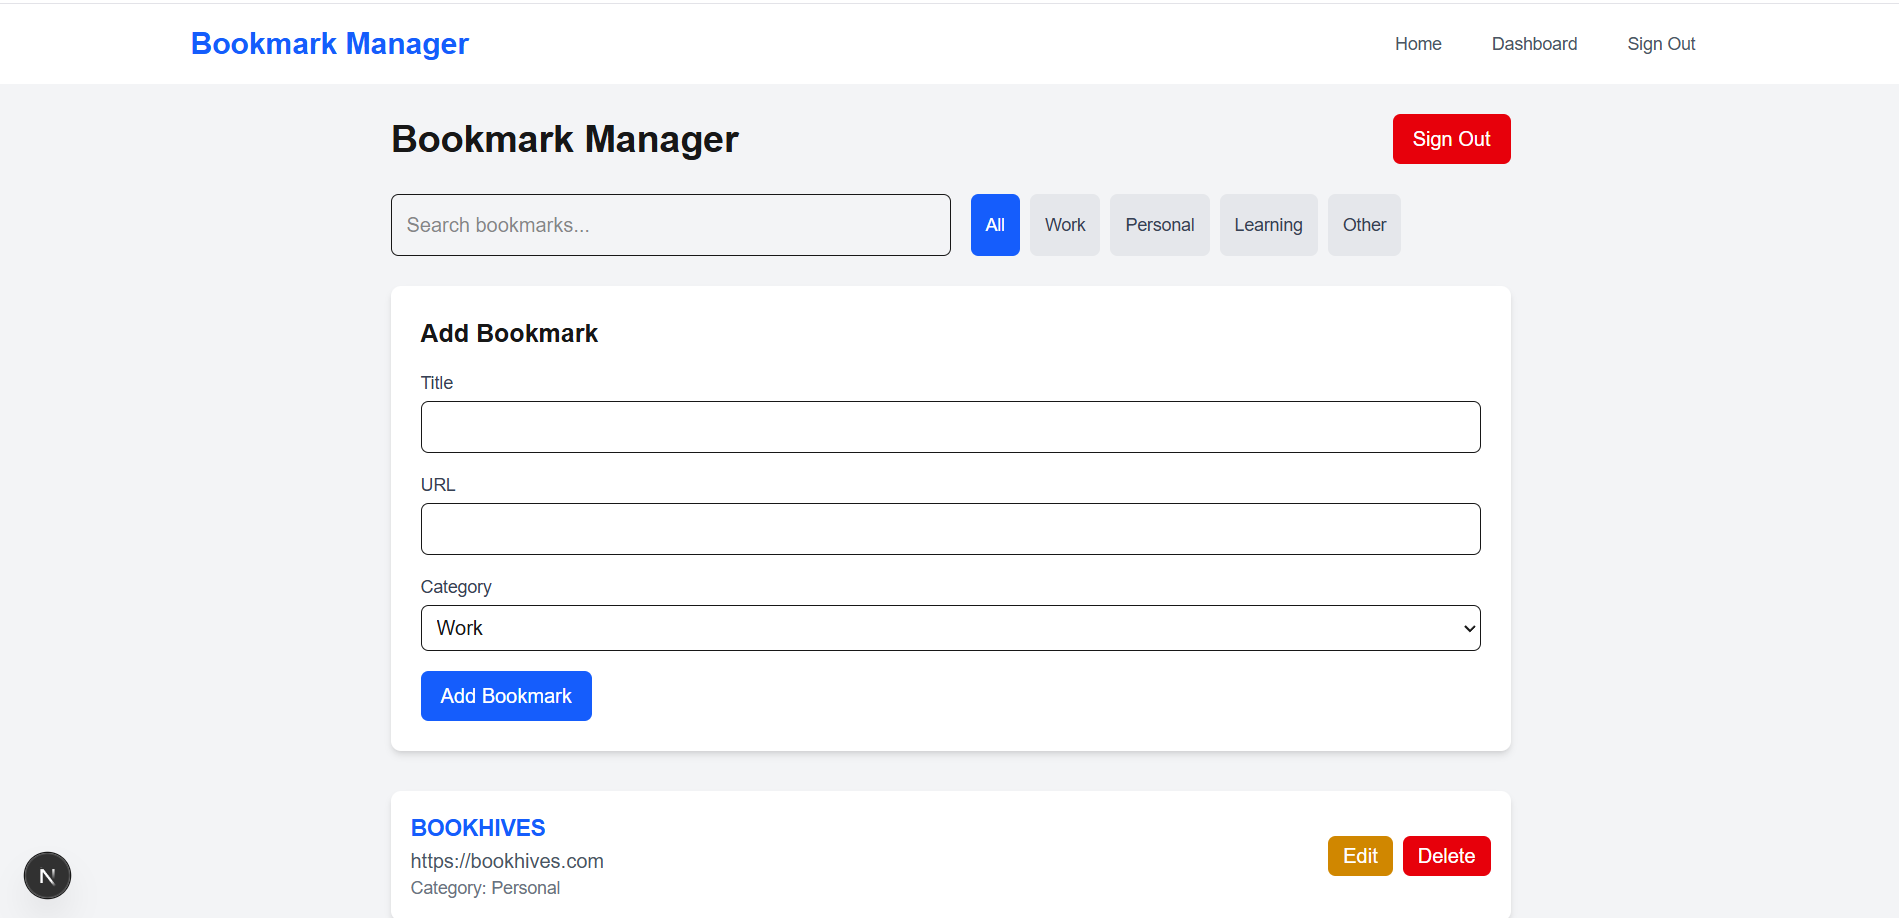 Bookmark Manager Home Dashboard Sign Out
Bookmark Manager Sign Out
Search bookmarks... All Work Personal Learning Other
Add Bookmark
Title
URL
Category
Work
Add Bookmark
BOOKHIVES
https://bookhives.com
Category: Personal
Edit Delete
N